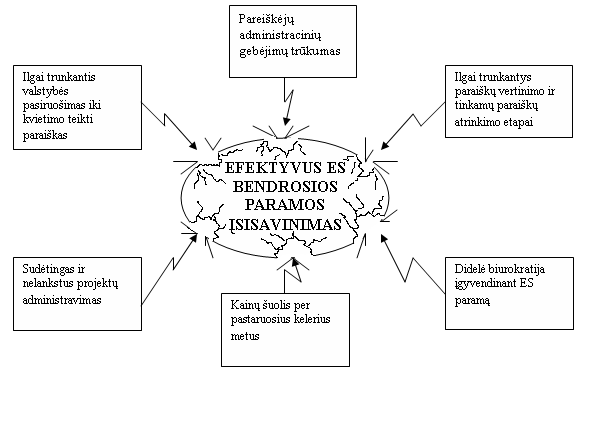 Pareiškėjų
administracinių
gebėjimų trūkumas
Ilgai trunkantis
valstybės
pasiruošimas iki
kvietimo teikti
paraiškas
Ilgai trunkantys
paraiškų vertinimo ir
tinkamų paraiškų
atrinkimo etapai
EFEKTYVUS ES
BENDROSIOS
PARAMOS
ĮSISAVINIMAS
Sudėtingas ir
nelankstus projektų
administravimas
Kainų šuolis per
pastaruosius kelerius
metus
Didelė biurokratija
įgyvendinant ES
paramą